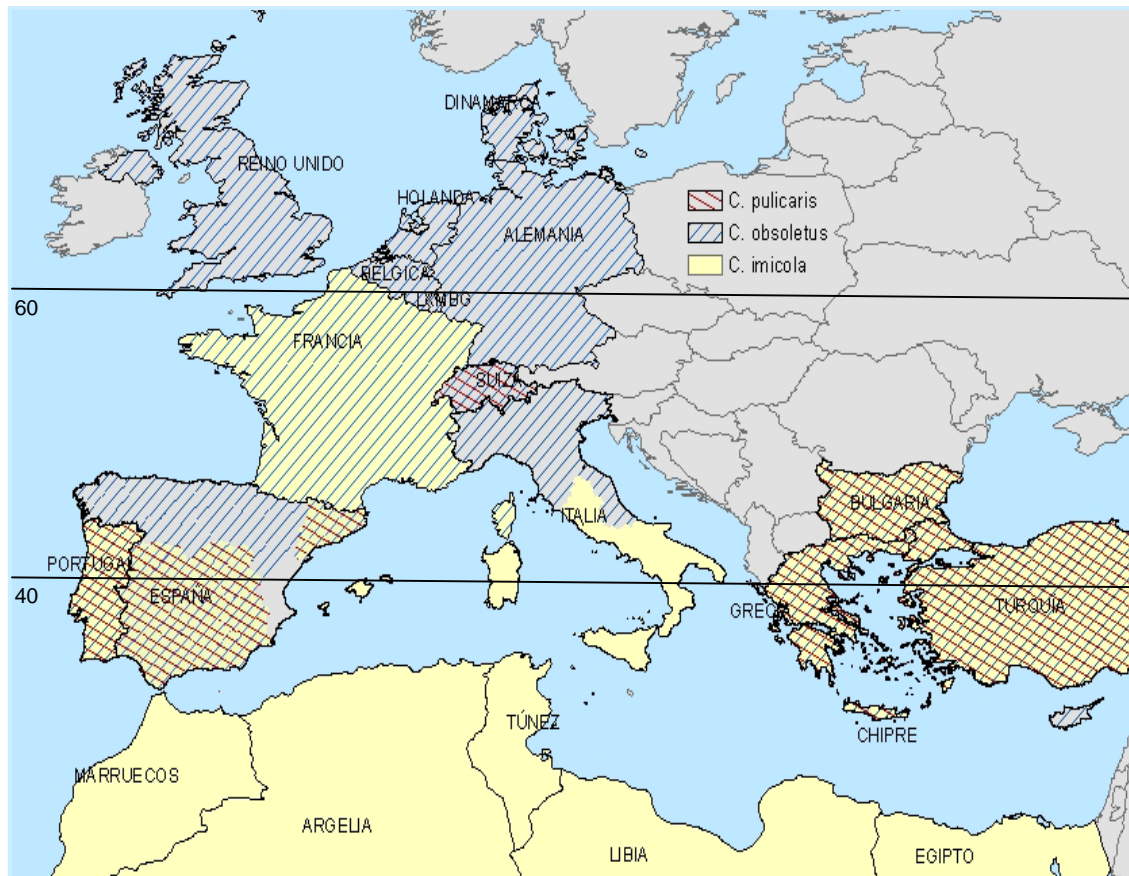 DINAMARCA
REINO UNIDO
HOLANDA
C. pulicaris
C. obsoletus
C. imicola
ALEMANIA
BELGICA
60
FRANCIA
SUIZA
BULGARIA
ITALIA
PORTUGAL
40
ESPAÑA
GRECIA
TURQUÍA
TÚNEZ
CHIPRE
MARRUECOS
ARGELIA
LIBIA
EGIPTO